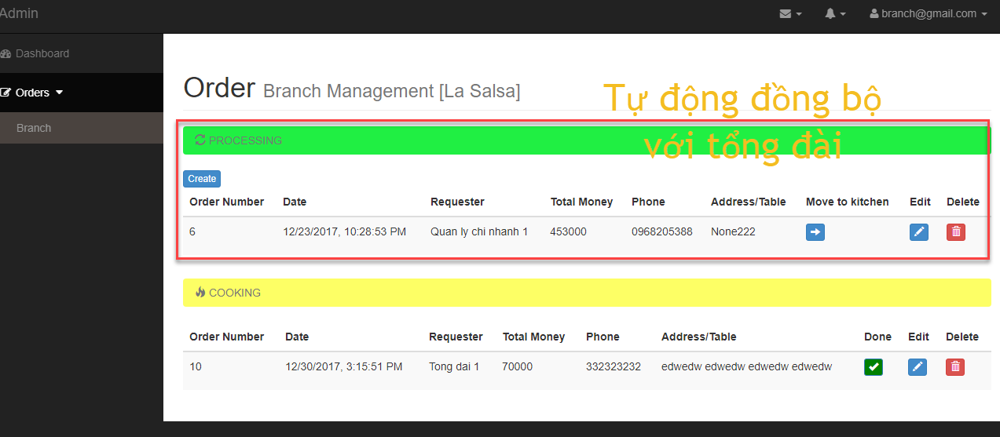 Admin
branch@gmail.com
Dashboard
Orders
Branch
Order Branch Management [La Salsa]
Tự động đồng bộ
với tổng đài
PROCESSING
Create
Order Number Date Requester Total Money Phone Address/Table Move to kitchen Edit Delete
6 12/23/2017, 10:28:53 PM Quan ly chi nhanh 1 453000 0968205388 None222
COOKING
Order Number Date Requester Total Money Phone Address/Table Done Edit Delete
10 12/30/2017, 3:15:51 PM Tong dai 1 70000 332323232 edwedw edwedw edwedw edwedw